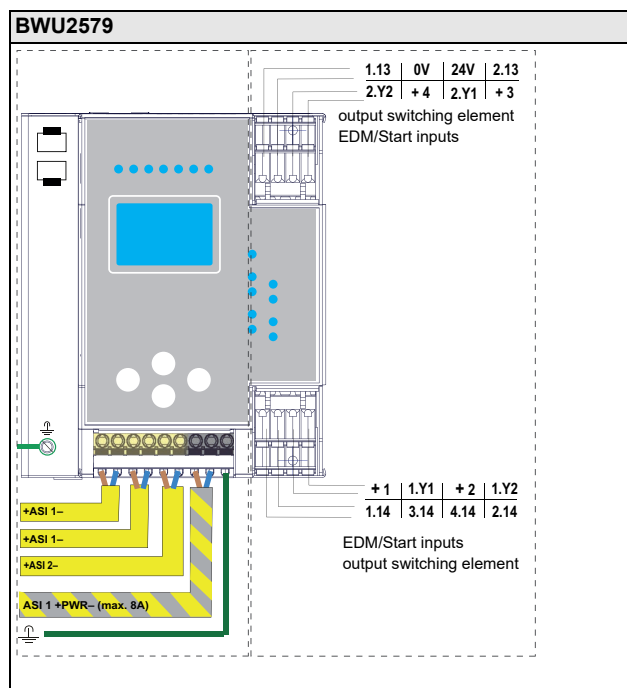 BWU2579
1.13 0V 24V 2.13
2.Y2 + 4 2.Y1 + 3
output switching element
EDM/Start inputs
+ 1 1.Y1 + 2 1.Y2
1.14 3.14 4.14 2.14
EDM/Start inputs
output switching element
+ASI 1–
+ASI 1–
+ASI 2–
ASI 1 +PWR– (max. 8A)